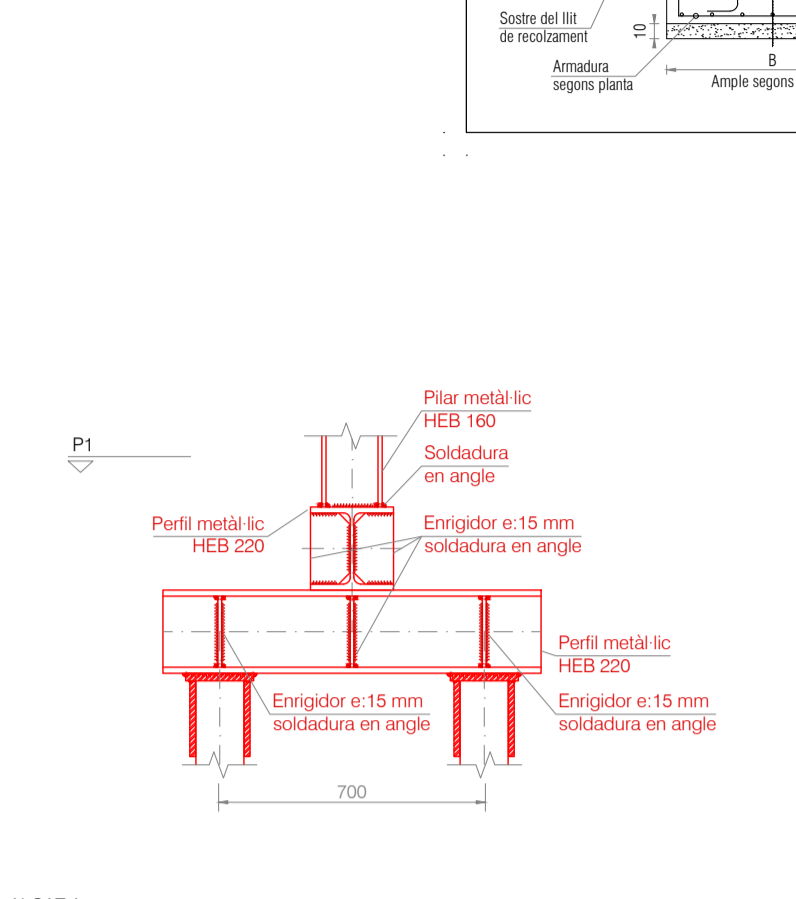 Sostre del llit
de recolzament
10
Armadura
segons planta
B
Ample segons
P1
Pilar metàl·lic
HEB 160
Soldadura
en angle
Perfil metàl·lic
HEB 220
Enrigidor e:15 mm
soldadura en angle
Perfil metàl·lic
HEB 220
Enrigidor e:15 mm
soldadura en angle
Enrigidor e:15 mm
soldadura en angle
700